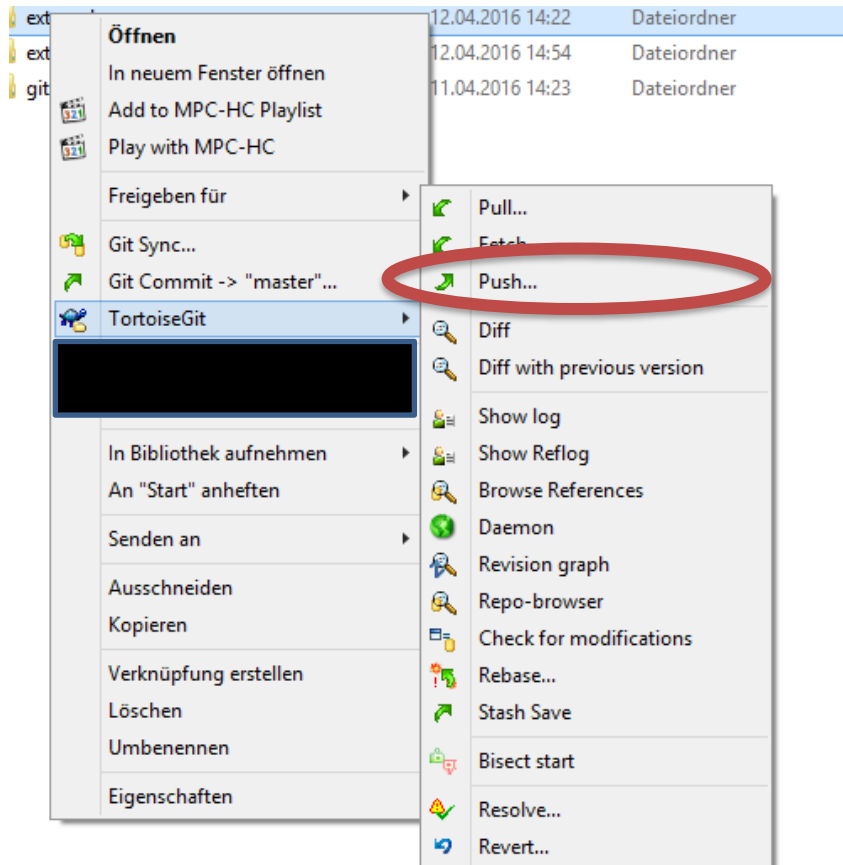 ext 12.04.2016 14:22 Dateiordner
ext 12.04.2016 14:54 Dateiordner
git 11.04.2016 14:23 Dateiordner
Öffnen
In neuem Fenster öffnen
Add to MPC-HC Playlist
Play with MPC-HC
Freigeben für
Git Sync...
Git Commit -> "master"...
TortoiseGit
In Bibliothek aufnehmen
An "Start" anheften
Senden an
Ausschneiden
Kopieren
Verknüpfung erstellen
Löschen
Umbenennen
Eigenschaften
Pull...
Fetch
Push...
Diff
Diff with previous version
Show log
Show Reflog
Browse References
Daemon
Revision graph
Repo-browser
Check for modifications
Rebase...
Stash Save
Bisect start
Resolve...
Revert...